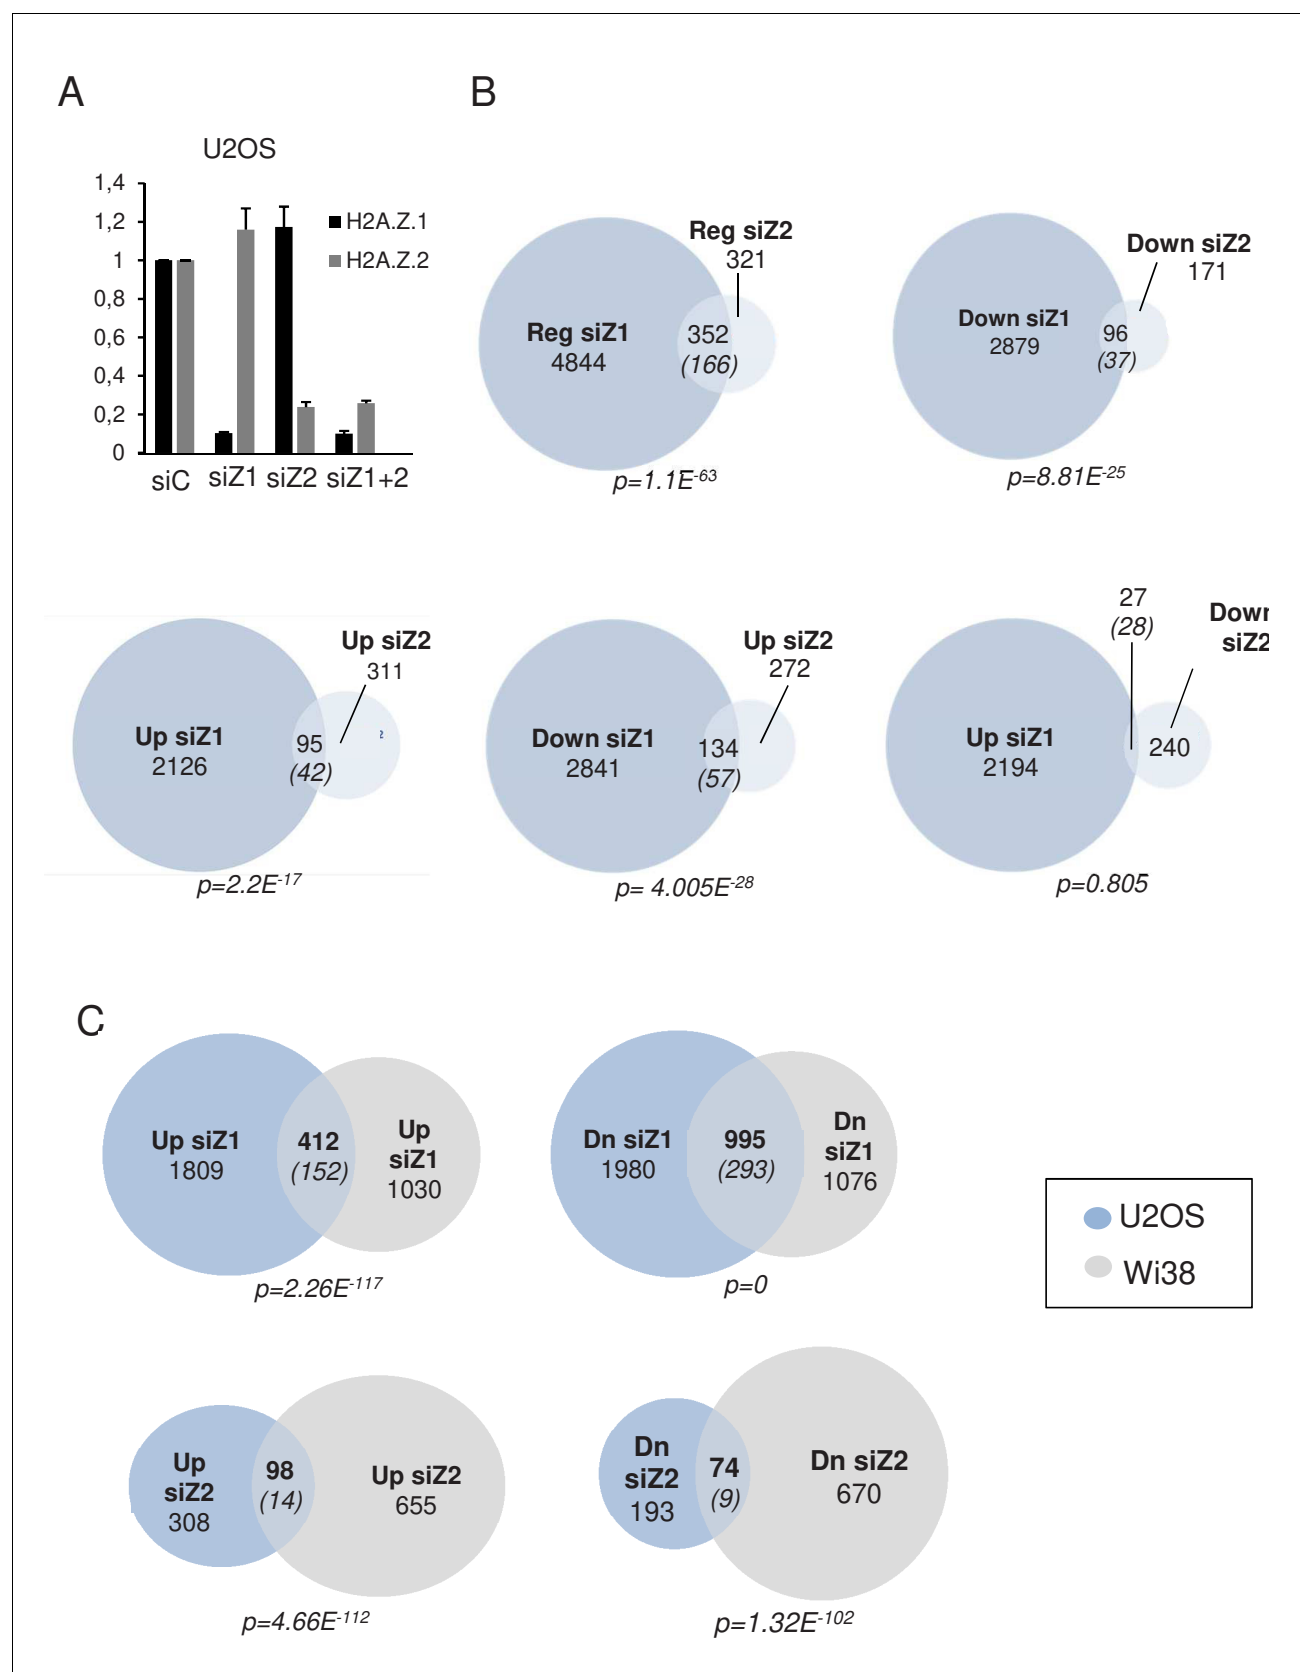 A
B
U2OS
1,4
1,2
1
0,8
0,6
0,4
0,2
0
H2A.Z.1
H2A.Z.2
siC
siZ1
siZ2
siZ1+2
Reg siZ1
4844
352
(166)
Reg siZ2
321
p=1.1E-63
Down siZ1
2879
96
(37)
Down siZ2
171
p=8.81E-25
Up siZ1
2126
95
(42)
Up siZ2
311
2
p=2.2E-17
Down siZ1
2841
134
(57)
Up siZ2
272
p= 4.005E-28
Up siZ1
2194
27
(28)
Down
siZ2
240
p=0.805
C
Up siZ1
1809
412
(152)
Up
siZ1
1030
p=2.26E-117
Dn siZ1
1980
995
(293)
Dn
siZ1
1076
p=0
U2OS
Wi38
Up
siZ2
308
98
(14)
Up siZ2
655
p=4.66E-112
Dn
siZ2
193
74
(9)
Dn siZ2
670
p=1.32E-102